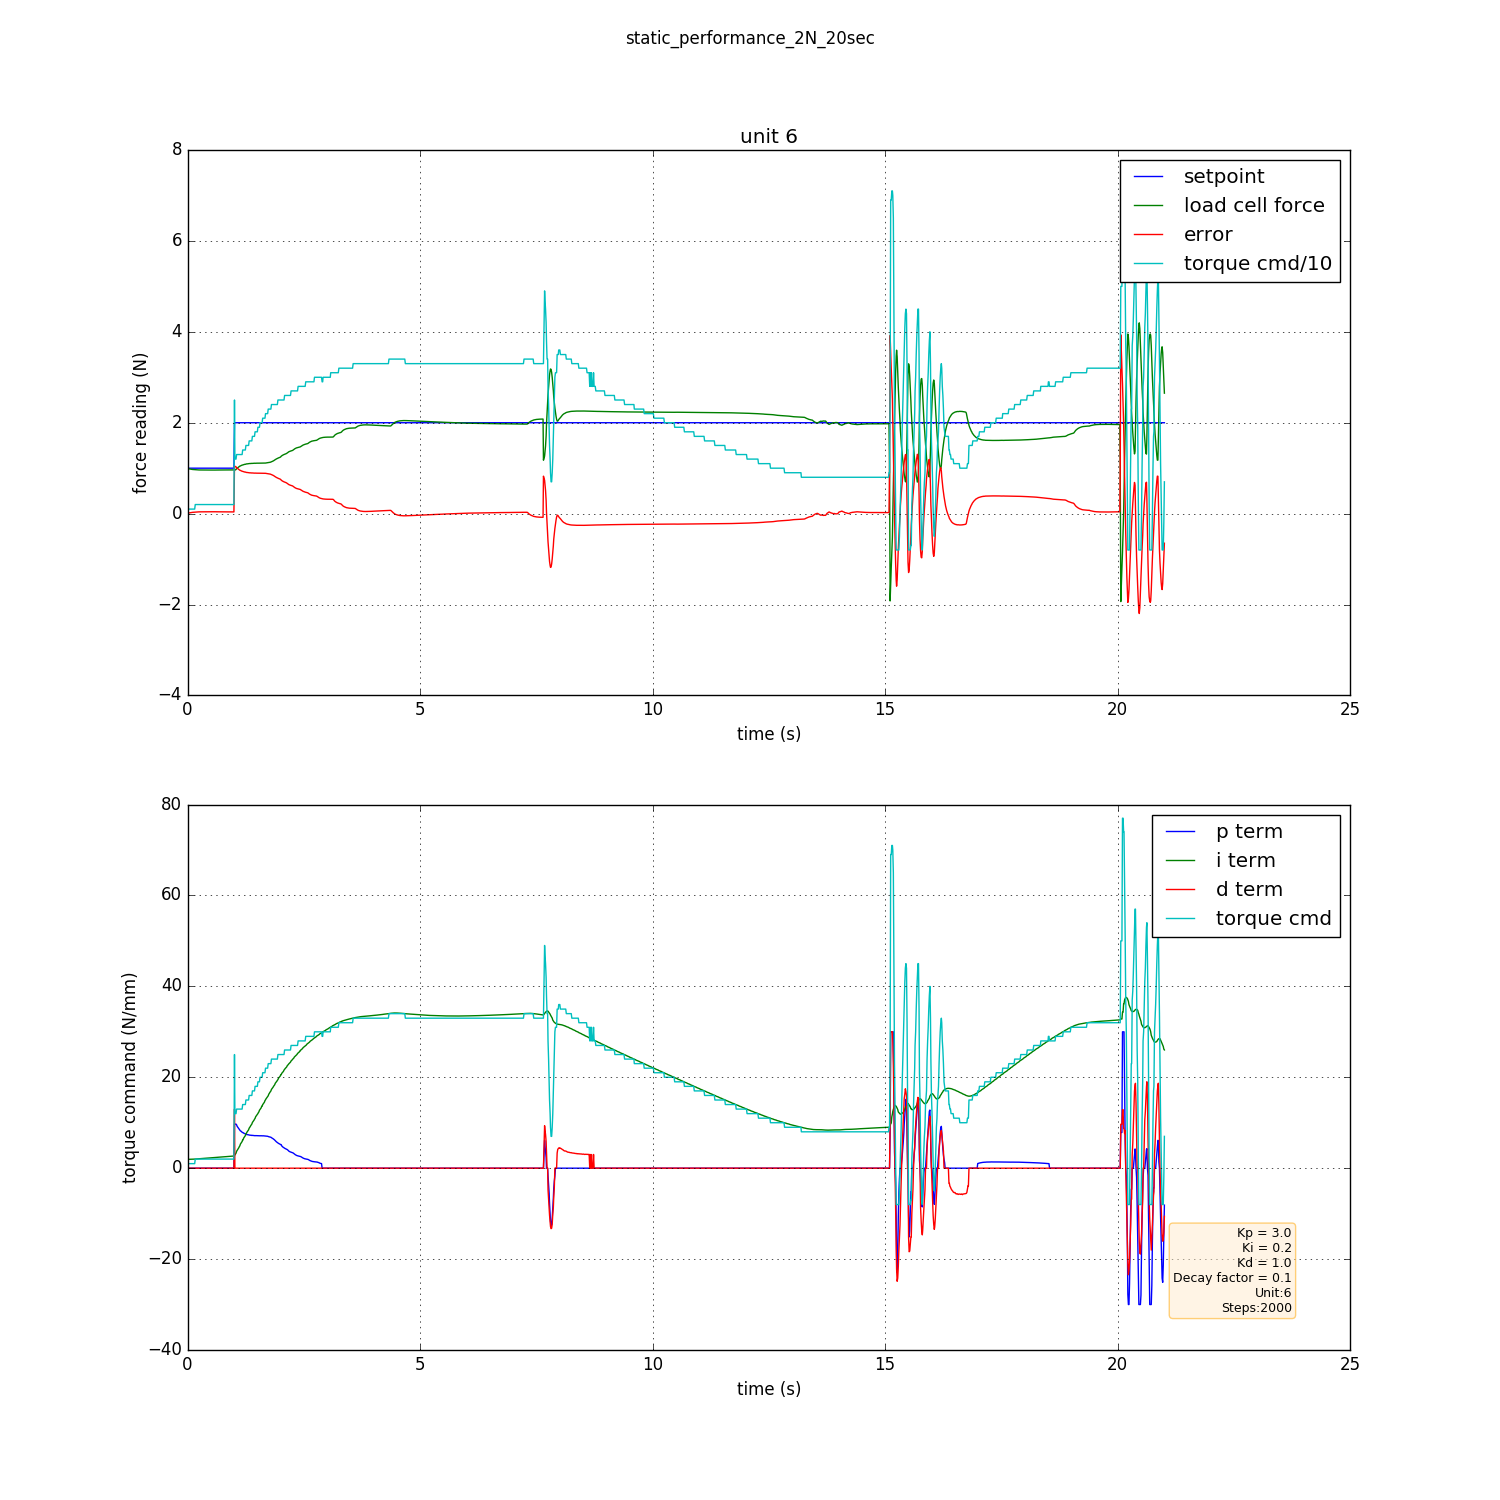 static_performance_2N_20sec
unit 6
8
6
4
2
0
−2
−4
force reading (N)
0 5 10 15 20 25
time (s)
setpoint
load cell force
error
torque cmd/10
80
60
40
20
0
−20
−40
torque command (N/mm)
0 5 10 15 20 25
time (s)
p term
i term
d term
torque cmd
Kp = 3.0
Ki = 0.2
Kd = 1.0
Decay factor = 0.1
Unit:6
Steps:2000